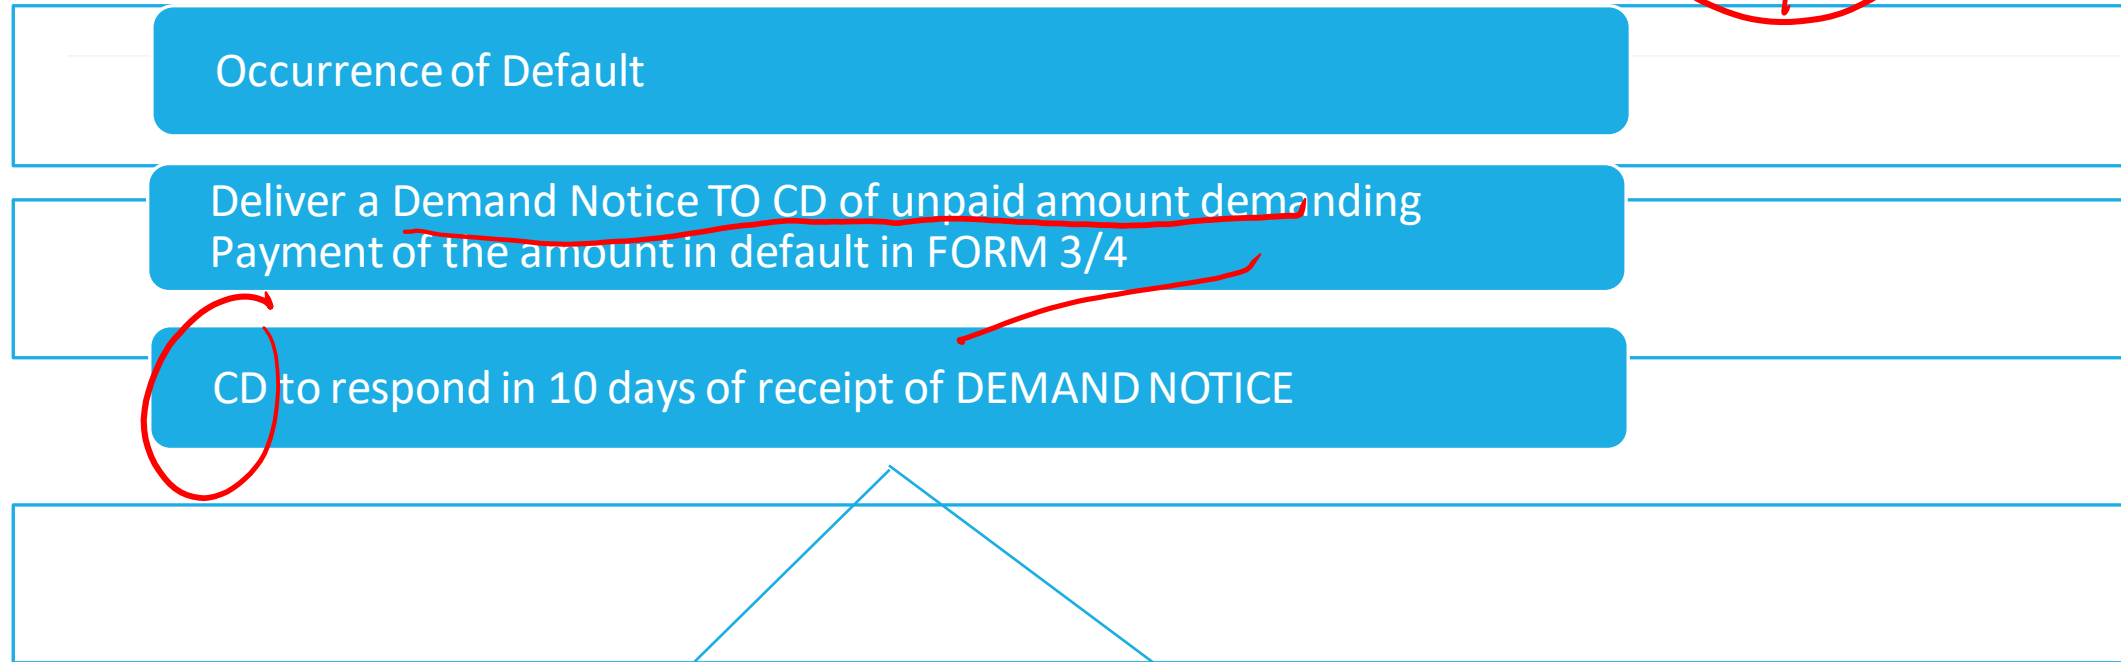 Occurrence of Default
Deliver a Demand Notice TO CD of unpaid amount demanding
Payment of the amount in default in FORM 3/4
CD to respond in 10 days of receipt of DEMAND NOTICE